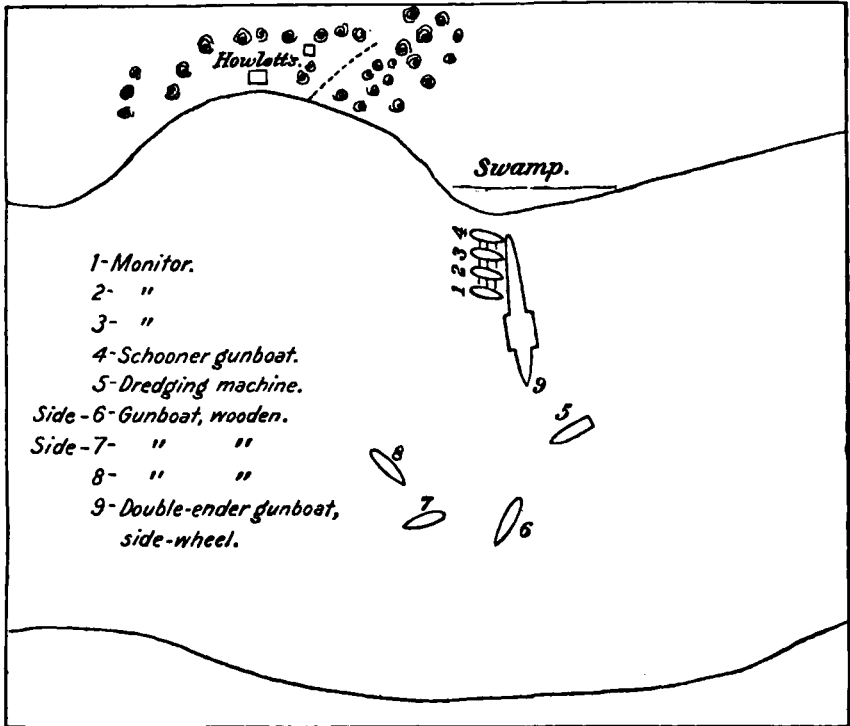 Howlett's.
Swamp.
4
3
2
1
1-Monitor.
2- "
3- "
4-Schooner gunboat.
5-Dredging machine.
Side-6-Gunboat, wooden.
Side-7- " "
8- " "
9-Double-ender gunboat,
side-wheel.
9
5
8
7
6